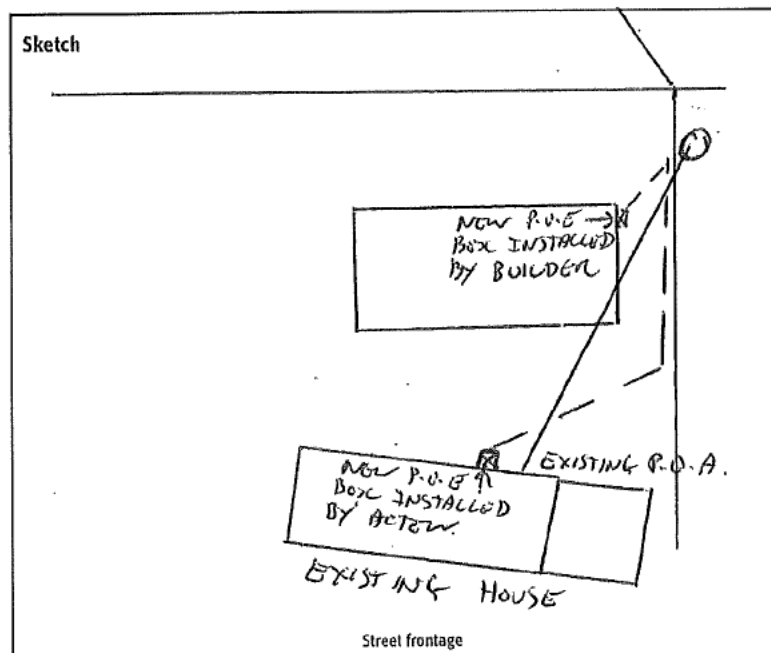 Sketch
NEW P.O.E →
BOX INSTALLED
BY BUILDER
EXISTING P.O.A.
NEW P.O.E ↑
BOX INSTALLED
BY ACTEW.
EXISTING HOUSE
Street frontage